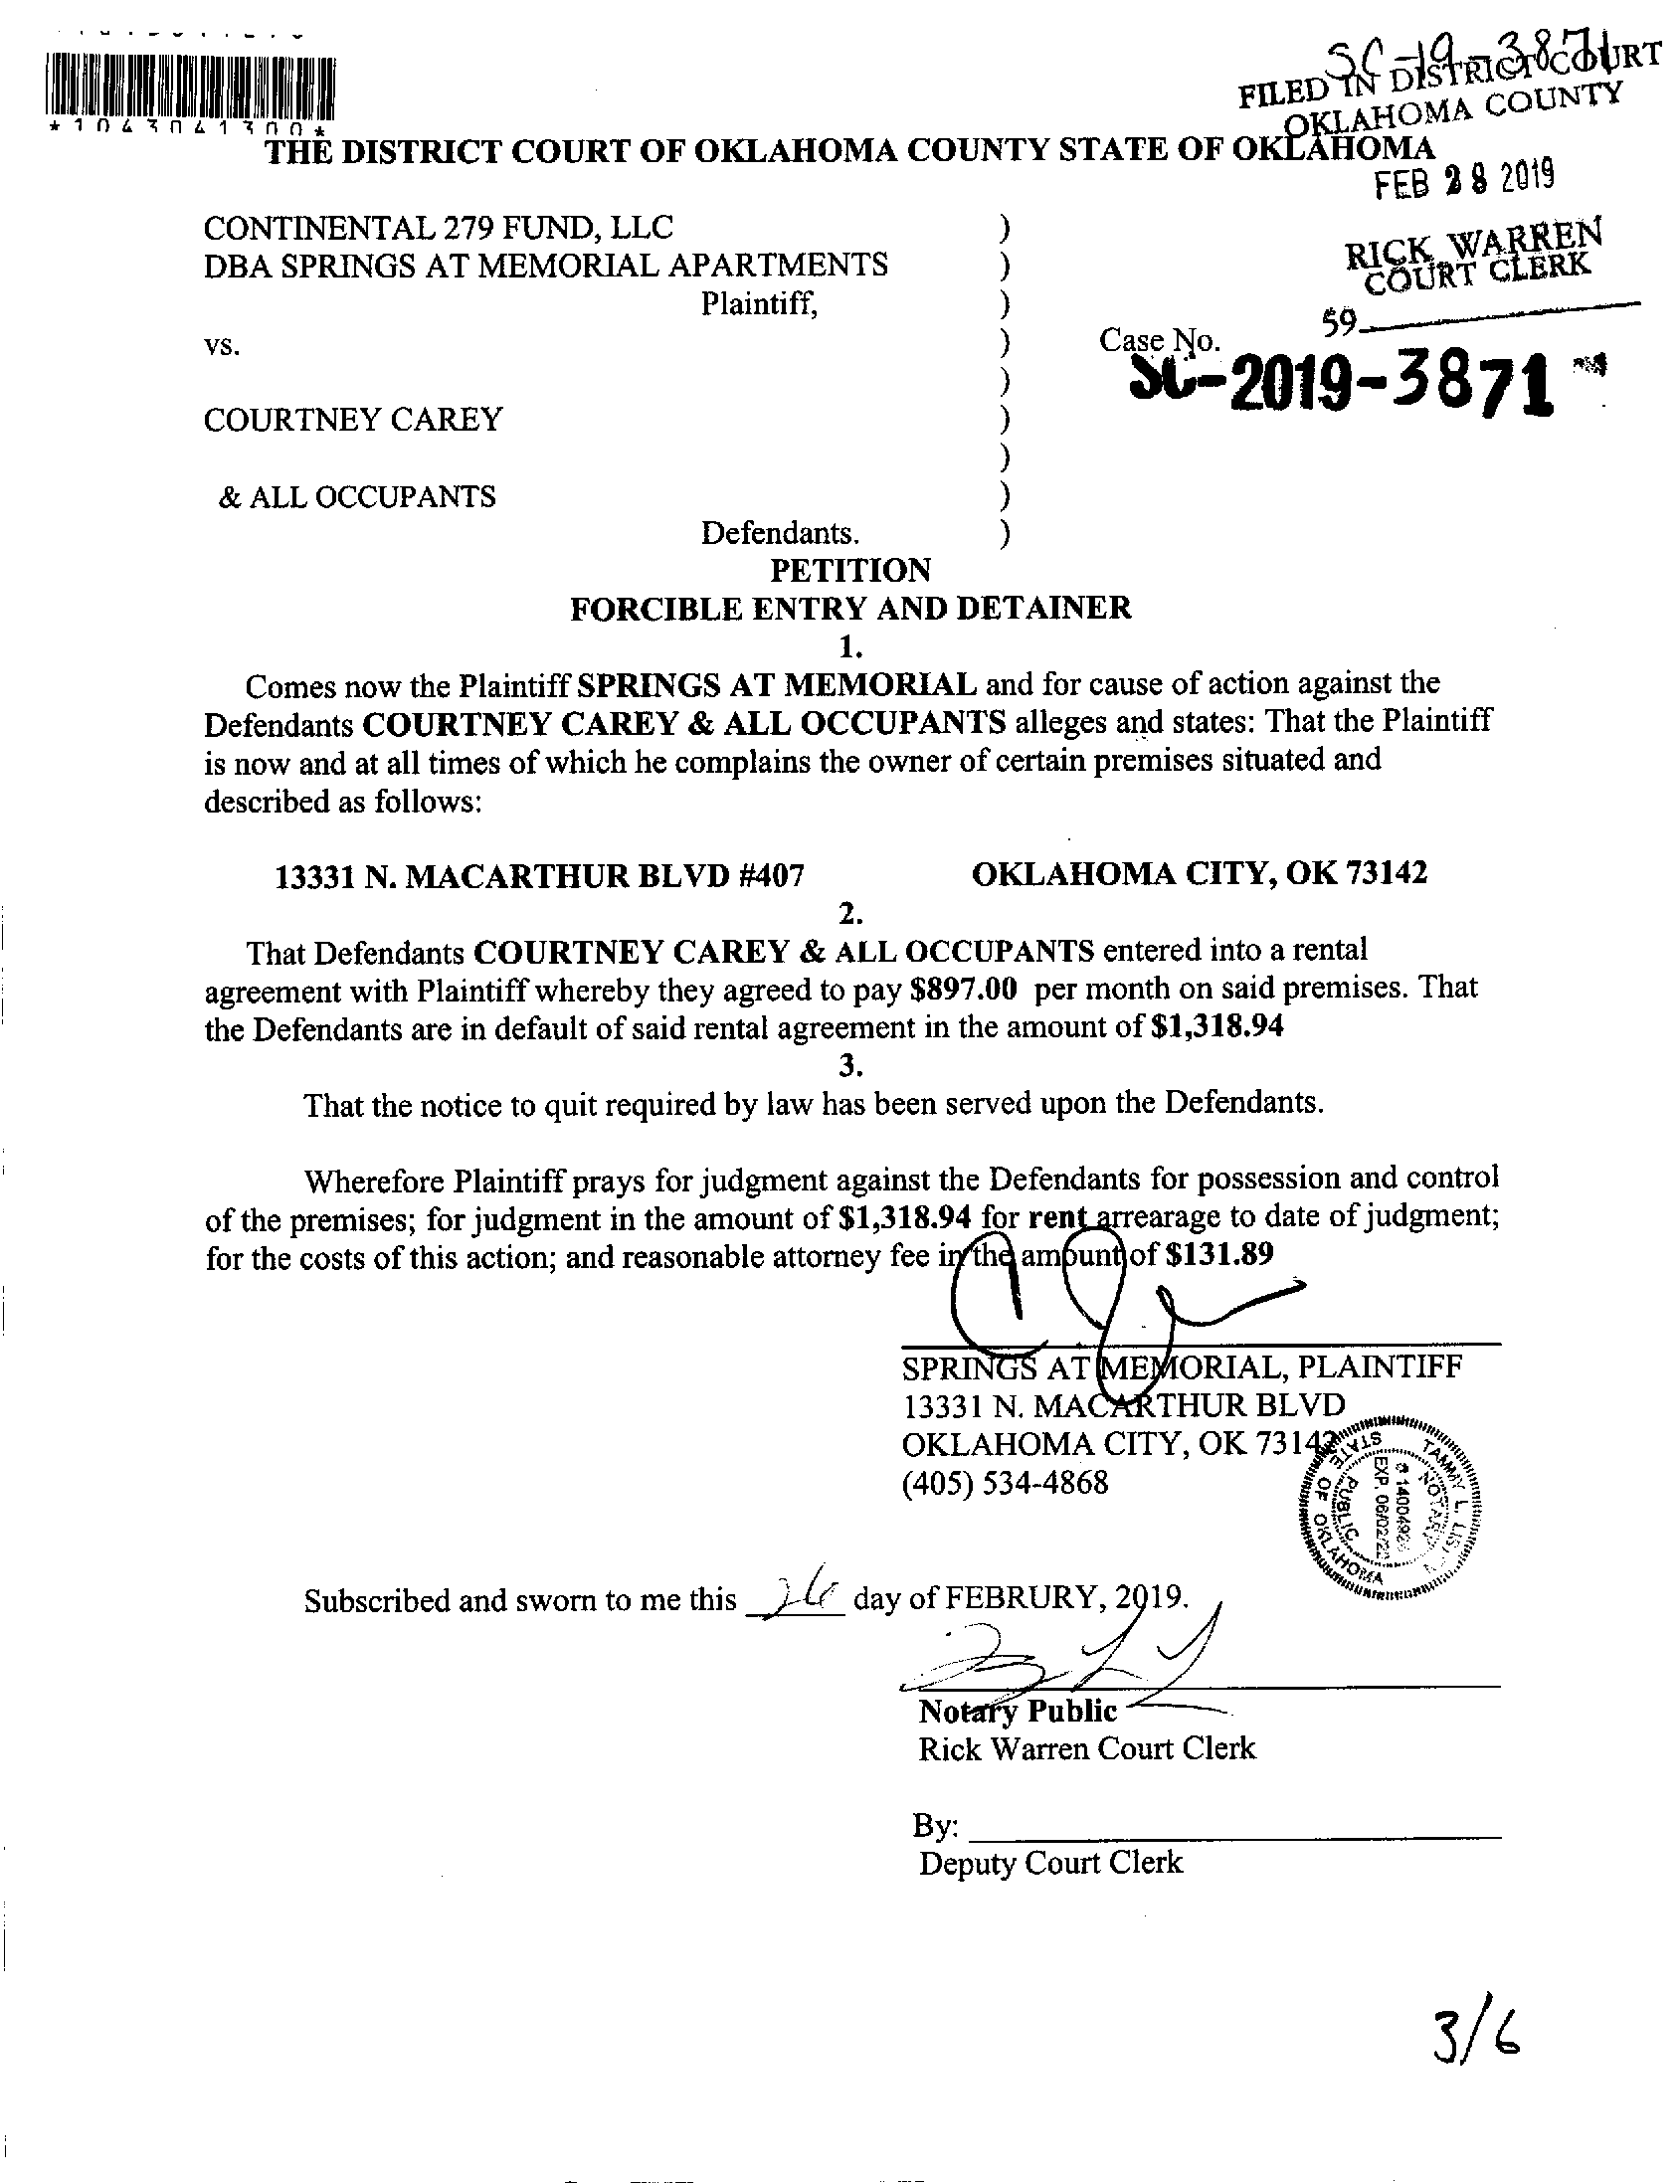 SC-19-3871
FILED IN DISTRICT COURT
OKLAHOMA COUNTY
*1043041300*
THE DISTRICT COURT OF OKLAHOMA COUNTY STATE OF OKLAHOMA
FEB 28 2019
CONTINENTAL 279 FUND, LLC )
DBA SPRINGS AT MEMORIAL APARTMENTS )
RICK WARREN
COURT CLERK
Plaintiff, )
59
vs. )
Case No.
SC-2019-3871
)
COURTNEY CAREY )
)
& ALL OCCUPANTS )
Defendants. )
PETITION
FORCIBLE ENTRY AND DETAINER
1.
Comes now the Plaintiff SPRINGS AT MEMORIAL and for cause of action against the
Defendants COURTNEY CAREY & ALL OCCUPANTS alleges and states: That the Plaintiff
is now and at all times of which he complains the owner of certain premises situated and
described as follows:
13331 N. MACARTHUR BLVD #407 OKLAHOMA CITY, OK 73142
2.
That Defendants COURTNEY CAREY & ALL OCCUPANTS entered into a rental
agreement with Plaintiff whereby they agreed to pay $897.00 per month on said premises. That
the Defendants are in default of said rental agreement in the amount of $1,318.94
3.
That the notice to quit required by law has been served upon the Defendants.
Wherefore Plaintiff prays for judgment against the Defendants for possession and control
of the premises; for judgment in the amount of $1,318.94 for rent arrearage to date of judgment;
for the costs of this action; and reasonable attorney fee in the amount of $131.89
SPRINGS AT MEMORIAL, PLAINTIFF
13331 N. MACARTHUR BLVD
OKLAHOMA CITY, OK 73142
(405) 534-4868
TAMMY L.
NOTARY
PUBLIC
STATE OF OKLAHOMA
EXP. 06/02/22
Subscribed and sworn to me this 26 day of FEBRURY, 2019.
Notary Public
Rick Warren Court Clerk
By:
Deputy Court Clerk
3/6